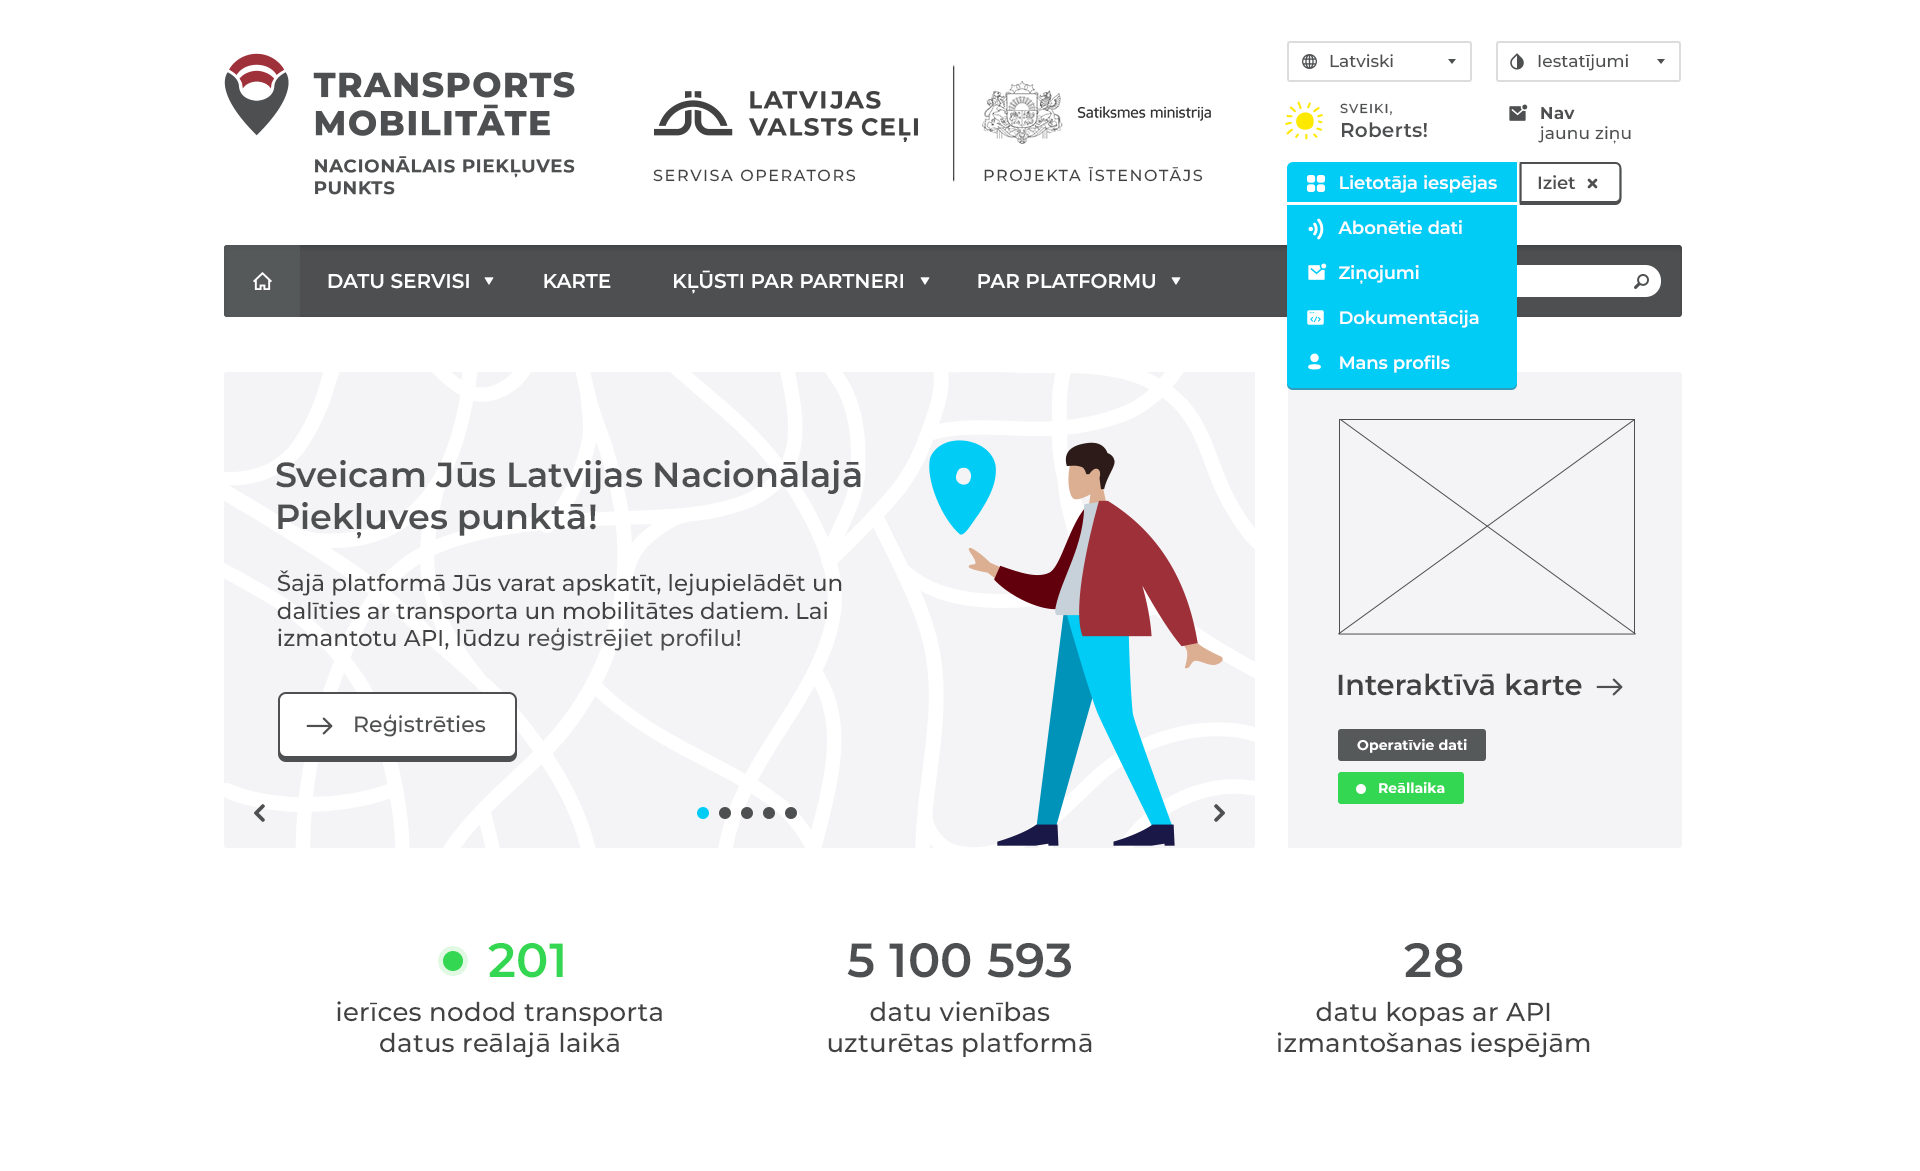 TRANSPORTS
MOBILITĀTE
NACIONĀLAIS PIEKĻUVES
PUNKTS
LATVIJAS
VALSTS CEĻI
SERVISA OPERATORS
Satiksmes ministrija
PROJEKTA ĪSTENOTĀJS
Latviski
Iestatījumi
SVEIKI,
Roberts!
Nav
jaunu ziņu
Lietotāja iespējas
Iziet
Abonētie dati
Ziņojumi
Dokumentācija
Mans profils
DATU SERVISI
KARTE
KĻŪSTI PAR PARTNERI
PAR PLATFORMU
Sveicam Jūs Latvijas Nacionālajā
Piekļuves punktā!
Šajā platformā Jūs varat apskatīt, lejupielādēt un
dalīties ar transporta un mobilitātes datiem. Lai
izmantotu API, lūdzu reģistrējiet profilu!
Reģistrēties
Interaktīvā karte
Operatīvie dati
Reāllaika
201
ierīces nodod transporta
datus reālajā laikā
5 100 593
datu vienības
uzturētas platformā
28
datu kopas ar API
izmantošanas iespējām